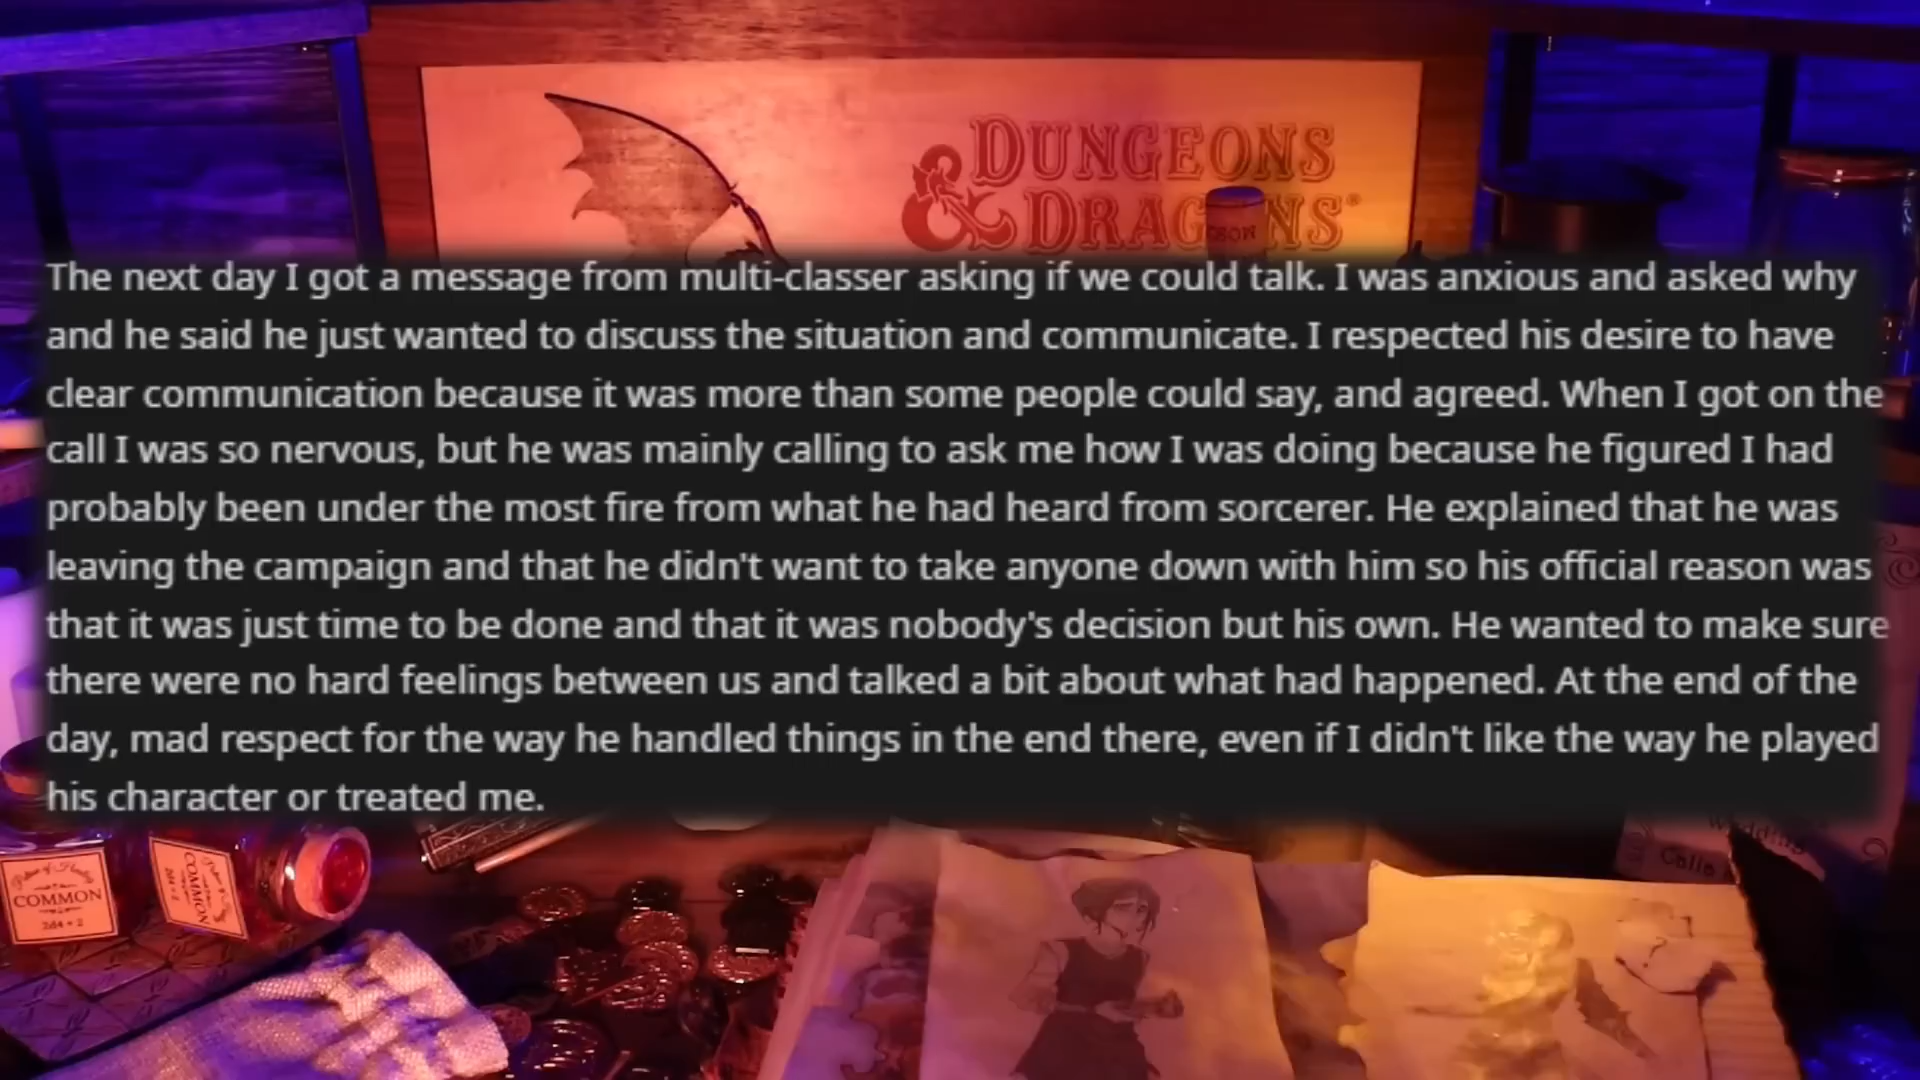 DUNGEONS
& DRAGONS®
The next day I got a message from multi-classer asking if we could talk. I was anxious and asked why
and he said he just wanted to discuss the situation and communicate. I respected his desire to have
clear communication because it was more than some people could say, and agreed. When I got on the
call I was so nervous, but he was mainly calling to ask me how I was doing because he figured I had
probably been under the most fire from what he had heard from sorcerer. He explained that he was
leaving the campaign and that he didn't want to take anyone down with him so his official reason was
that it was just time to be done and that it was nobody's decision but his own. He wanted to make sure
there were no hard feelings between us and talked a bit about what had happened. At the end of the
day, mad respect for the way he handled things in the end there, even if I didn't like the way he played
his character or treated me.
COMMON
2d4 + 2
COMMON
2d4 + 2